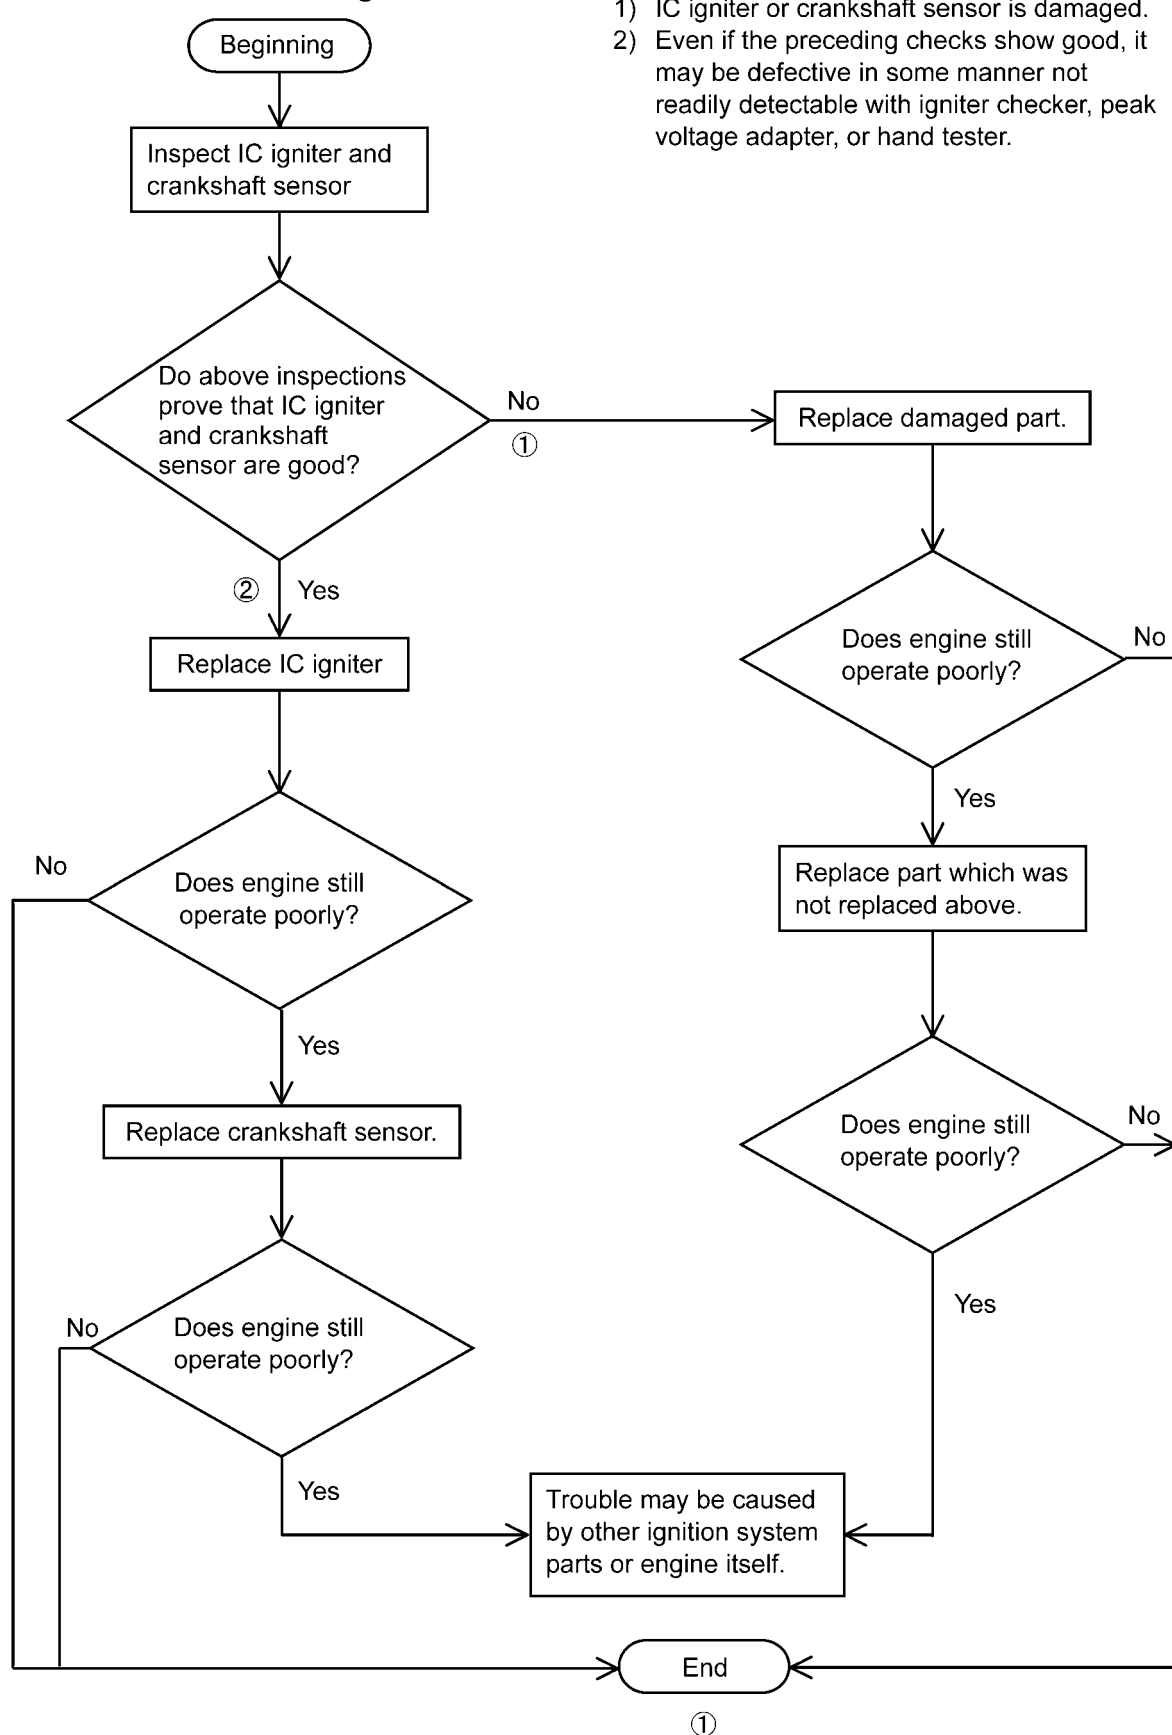 1) IC igniter or crankshaft sensor is damaged.
2) Even if the preceding checks show good, it
may be defective in some manner not
readily detectable with igniter checker, peak
voltage adapter, or hand tester.
Beginning
Inspect IC igniter and
crankshaft sensor
Do above inspections
prove that IC igniter
and crankshaft
sensor are good?
No
①
Replace damaged part.
② Yes
Replace IC igniter
Does engine still
operate poorly?
No
Yes
Replace part which was
not replaced above.
No
Does engine still
operate poorly?
Yes
Replace crankshaft sensor.
Does engine still
operate poorly?
No
Yes
No
Does engine still
operate poorly?
Yes
Trouble may be caused
by other ignition system
parts or engine itself.
End
①